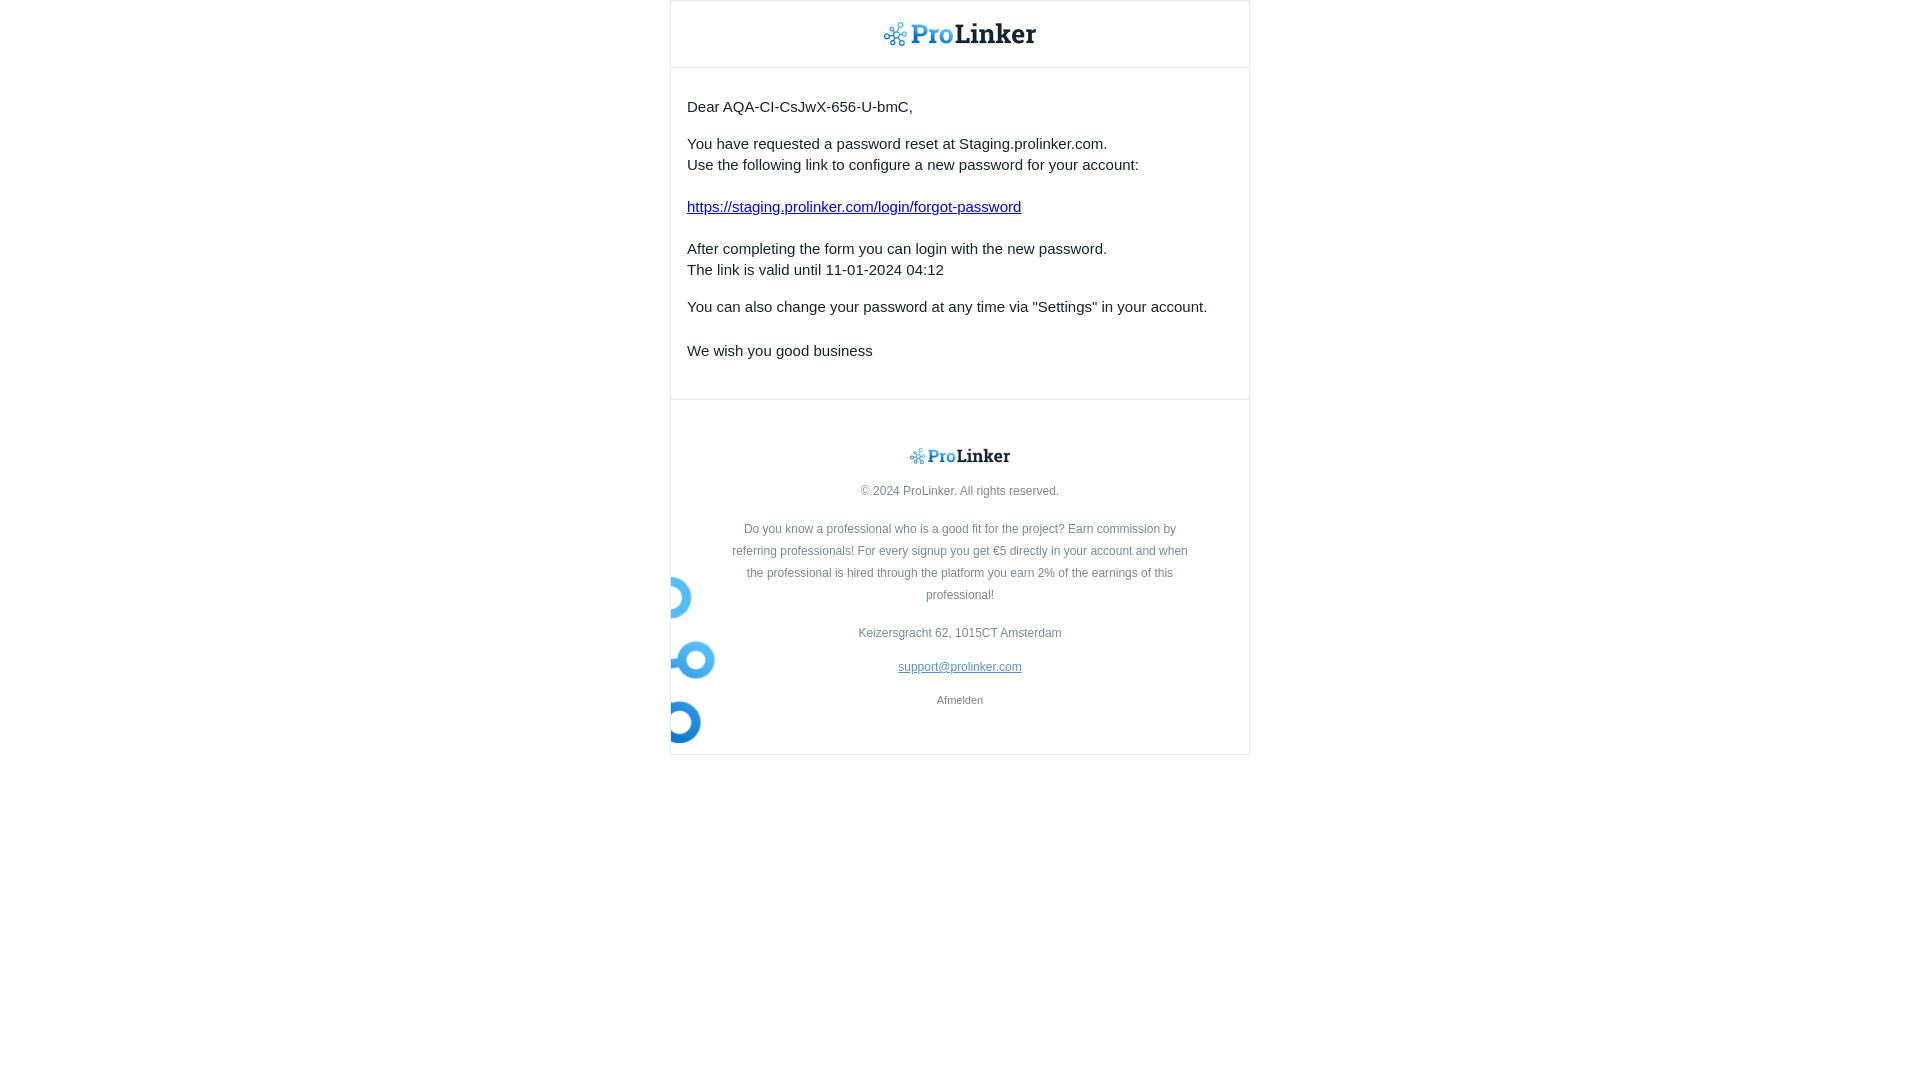 ProLinker
Dear AQA-CI-CsJwX-656-U-bmC,
You have requested a password reset at Staging.prolinker.com.
Use the following link to configure a new password for your account:
https://staging.prolinker.com/login/forgot-password
After completing the form you can login with the new password.
The link is valid until 11-01-2024 04:12
You can also change your password at any time via "Settings" in your account.
We wish you good business
ProLinker
© 2024 ProLinker. All rights reserved.
Do you know a professional who is a good fit for the project? Earn commission by
referring professionals! For every signup you get €5 directly in your account and when
the professional is hired through the platform you earn 2% of the earnings of this
professional!
Keizersgracht 62, 1015CT Amsterdam
support@prolinker.com
Afmelden